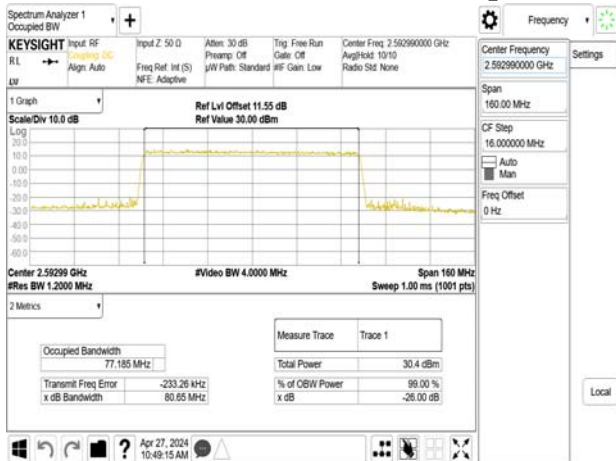 Spectrum Analyzer 1
Occupied BW
Frequency
KEYSIGHT
Input: RF
Coupling: DC
Align: Auto
RL
LV
Input Z: 50 Ω
Freq Ref: Int (S)
NFE: Adaptive
Atten: 30 dB
Preamp: Off
µW Path: Standard
Trig: Free Run
Gate: Off
#IF Gain: Low
Center Freq: 2.592990000 GHz
Avg|Hold: 10/10
Radio Std: None
Center Frequency
2.592990000 GHz
Settings
Span
160.00 MHz
CF Step
16.000000 MHz
Auto
Man
Freq Offset
0 Hz
Local
1 Graph
Scale/Div 10.0 dB
Ref Lvl Offset 11.55 dB
Ref Value 30.00 dBm
Log
20.0
10.0
0.00
-10.0
-20.0
-30.0
-40.0
-50.0
-60.0
Center 2.59299 GHz
#Video BW 4.0000 MHz
Span 160 MHz
#Res BW 1.2000 MHz
Sweep 1.00 ms (1001 pts)
2 Metrics
Measure Trace Trace 1
Occupied Bandwidth
77.185 MHz
Total Power 30.4 dBm
Transmit Freq Error -233.26 kHz
% of OBW Power 99.00 %
x dB Bandwidth 80.65 MHz
x dB -26.00 dB
?
Apr 27, 2024
10:49:15 AM